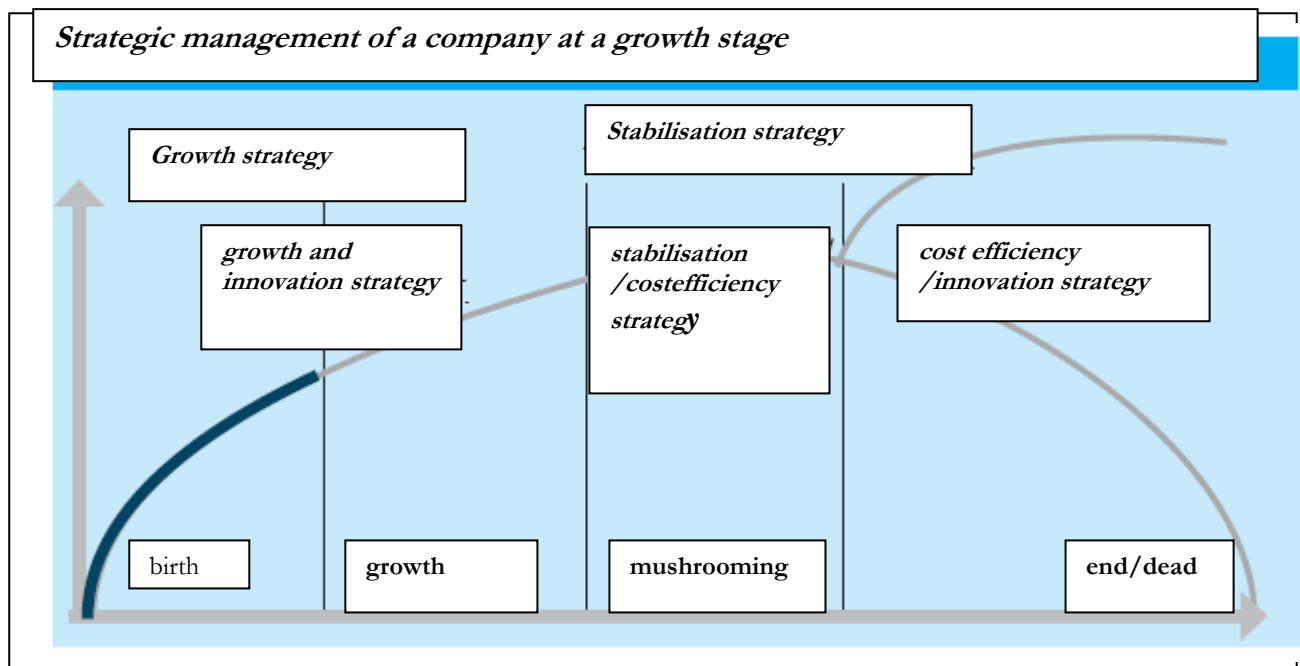 Strategic management of a company at a growth stage
Growth strategy
Stabilisation strategy
growth and
innovation strategy
stabilisation
/costefficiency
strategy
cost efficiency
/innovation strategy
birth
growth
mushrooming
end/dead